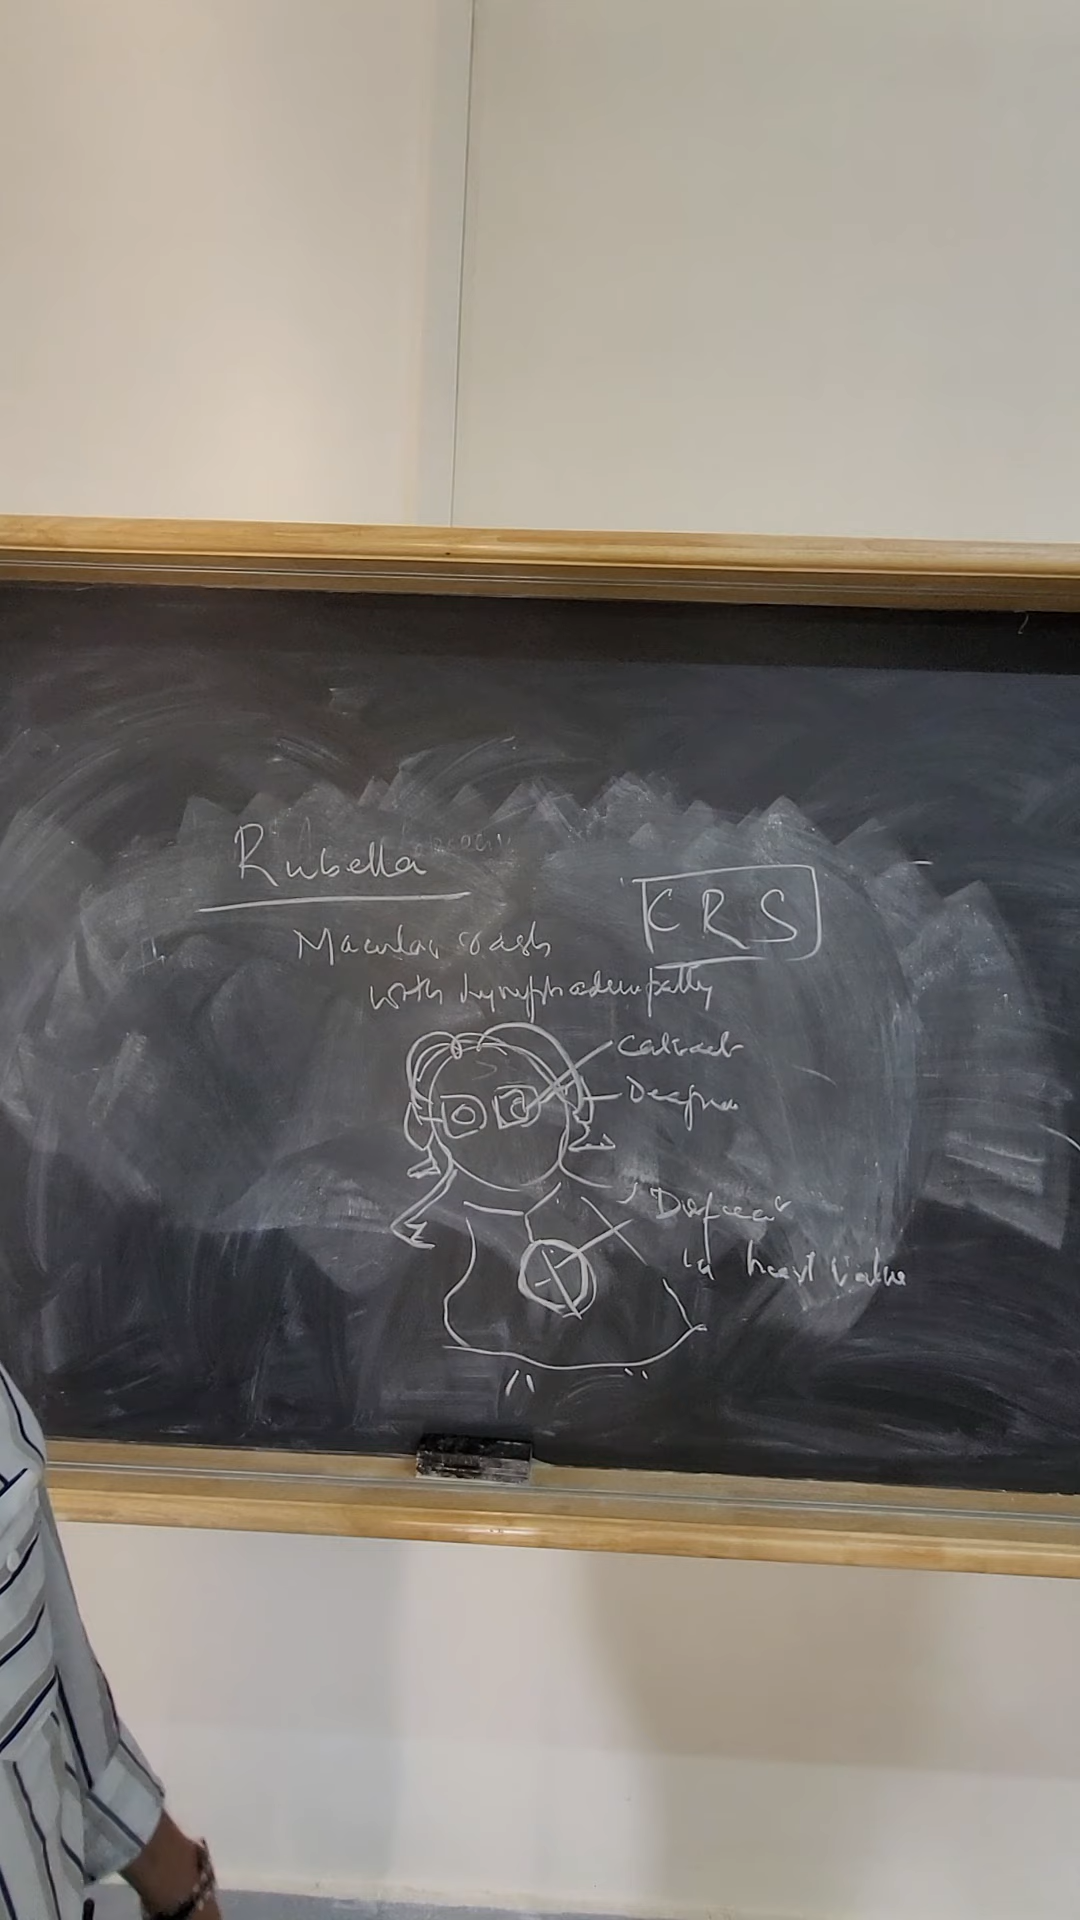 Rubella
CRS
Macular rash
with lymphadenopathy
Cataract
Deafness
Defect
in heart valve